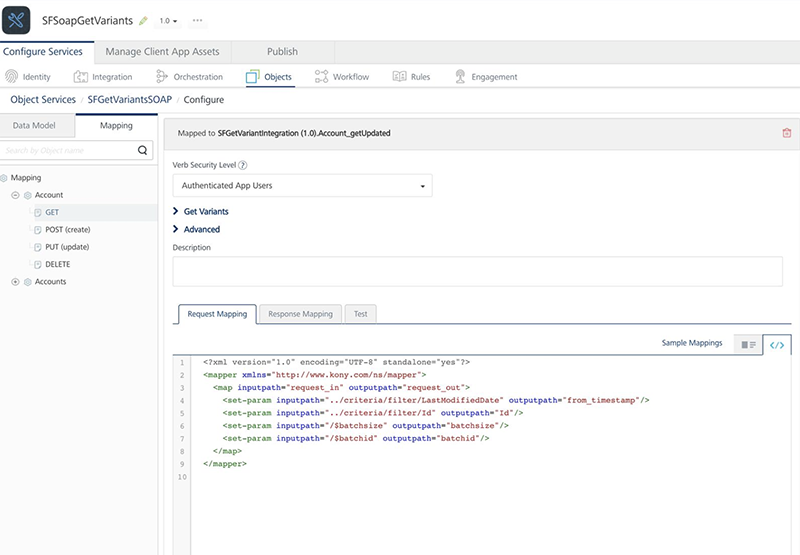 SFSoapGetVariants 1.0
Configure Services Manage Client App Assets Publish
Identity Integration Orchestration Objects Workflow Rules Engagement
Object Services / SFGetVariantsSOAP / Configure
Data Model Mapping
Search by Object name
Mapping
Account
GET
POST (create)
PUT (update)
DELETE
Accounts
Mapped to SFGetVariantIntegration (1.0).Account_getUpdated
Verb Security Level ?
Authenticated App Users
Get Variants
Advanced
Description
Request Mapping Response Mapping Test
Sample Mappings </>
1 <?xml version="1.0" encoding="UTF-8" standalone="yes"?>
2 <mapper xmlns="http://www.kony.com/ns/mapper">
3 <map inputpath="request_in" outputpath="request_out">
4 <set-param inputpath="../criteria/filter/LastModifiedDate" outputpath="from_timestamp"/>
5 <set-param inputpath="../criteria/filter/Id" outputpath="Id"/>
6 <set-param inputpath="/$batchsize" outputpath="batchsize"/>
7 <set-param inputpath="/$batchid" outputpath="batchid"/>
8 </map>
9 </mapper>
10